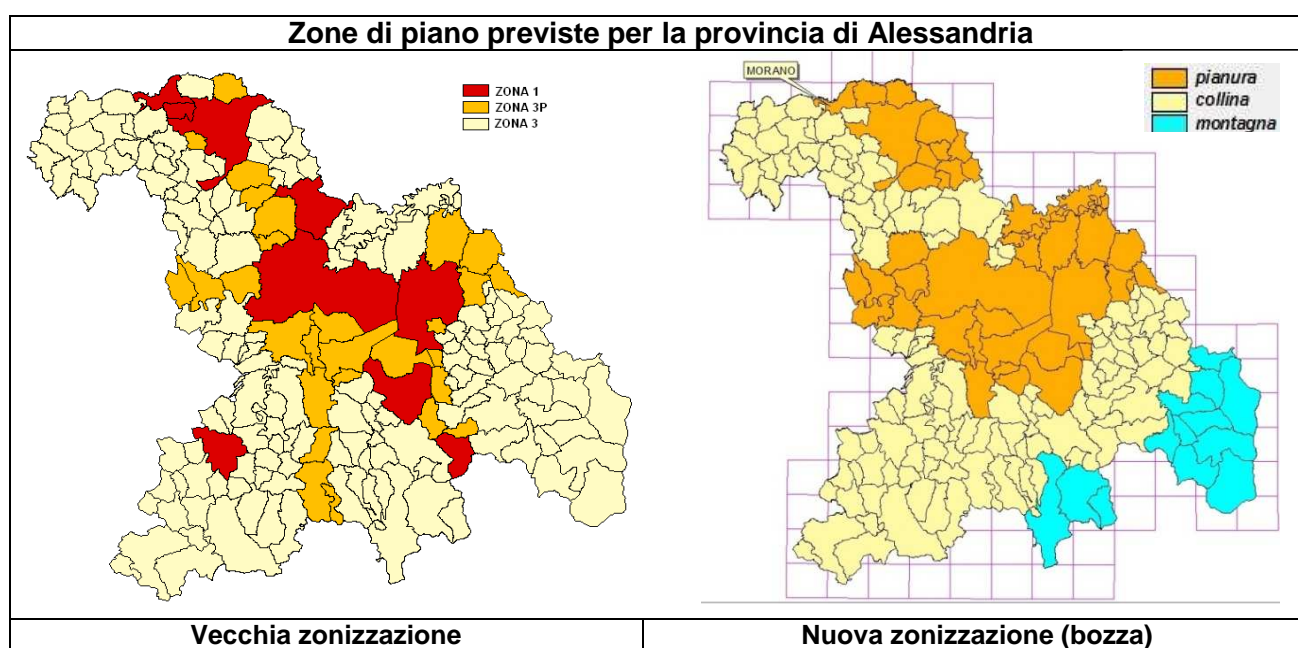 Zone di piano previste per la provincia di Alessandria
ZONA 1
ZONA 3P
ZONA 3
MORANO
pianura
collina
montagna
Vecchia zonizzazione
Nuova zonizzazione (bozza)